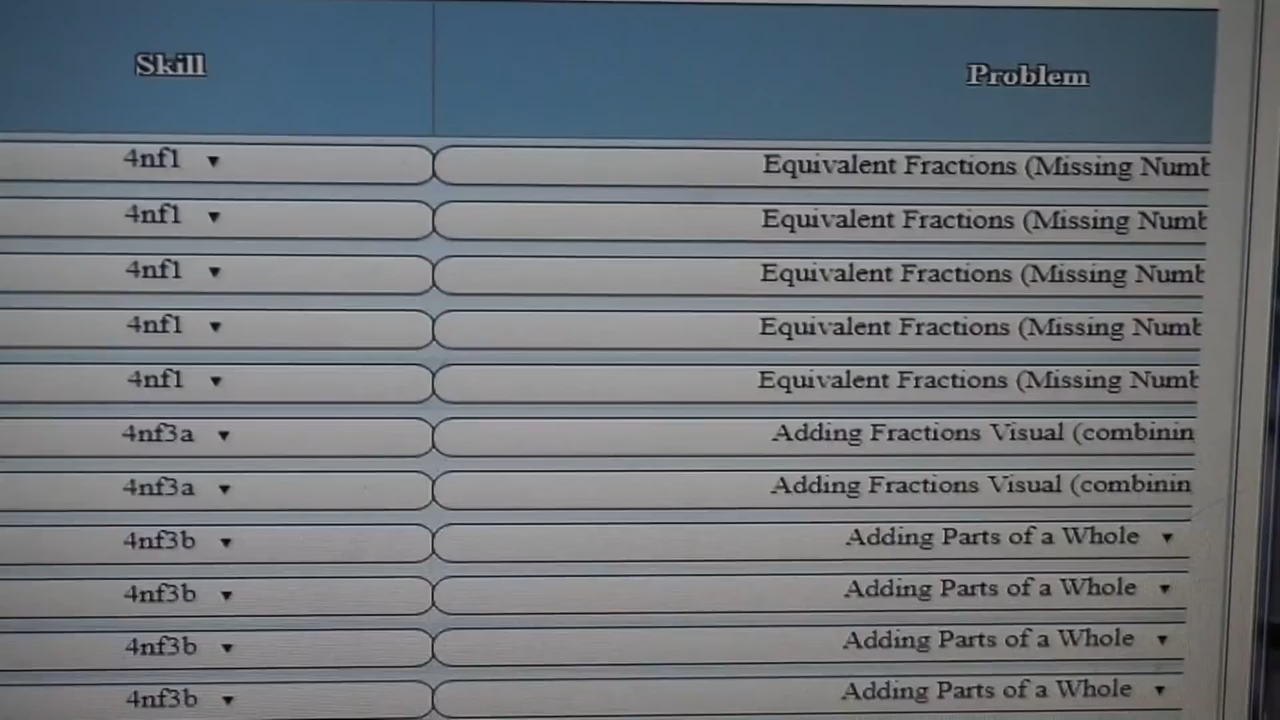 Skill Problem
4nf1 ▼ Equivalent Fractions (Missing Numb
4nf1 ▼ Equivalent Fractions (Missing Numb
4nf1 ▼ Equivalent Fractions (Missing Numb
4nf1 ▼ Equivalent Fractions (Missing Numb
4nf1 ▼ Equivalent Fractions (Missing Numb
4nf3a ▼ Adding Fractions Visual (combinin
4nf3a ▼ Adding Fractions Visual (combinin
4nf3b ▼ Adding Parts of a Whole ▼
4nf3b ▼ Adding Parts of a Whole ▼
4nf3b ▼ Adding Parts of a Whole ▼
4nf3b ▼ Adding Parts of a Whole ▼